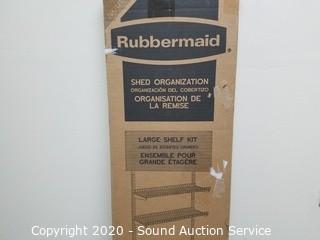 Rubbermaid®
SHED ORGANIZATION
ORGANIZACIÓN DEL COBERTIZO
ORGANISATION DE
LA REMISE
LARGE SHELF KIT
JUEGO DE ESTANTES GRANDES
ENSEMBLE POUR
GRANDE ÉTAGÈRE
Copyright 2020 - Sound Auction Service